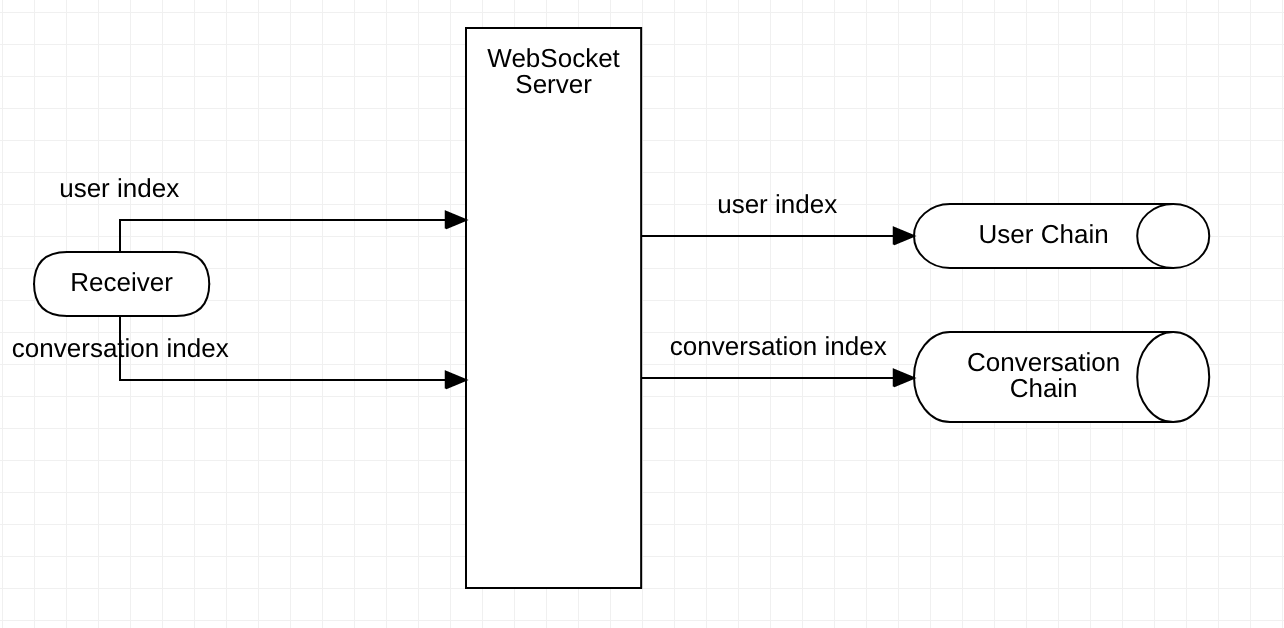 WebSocket
Server
user index
Receiver
conversation index
user index
User Chain
conversation index
Conversation
Chain